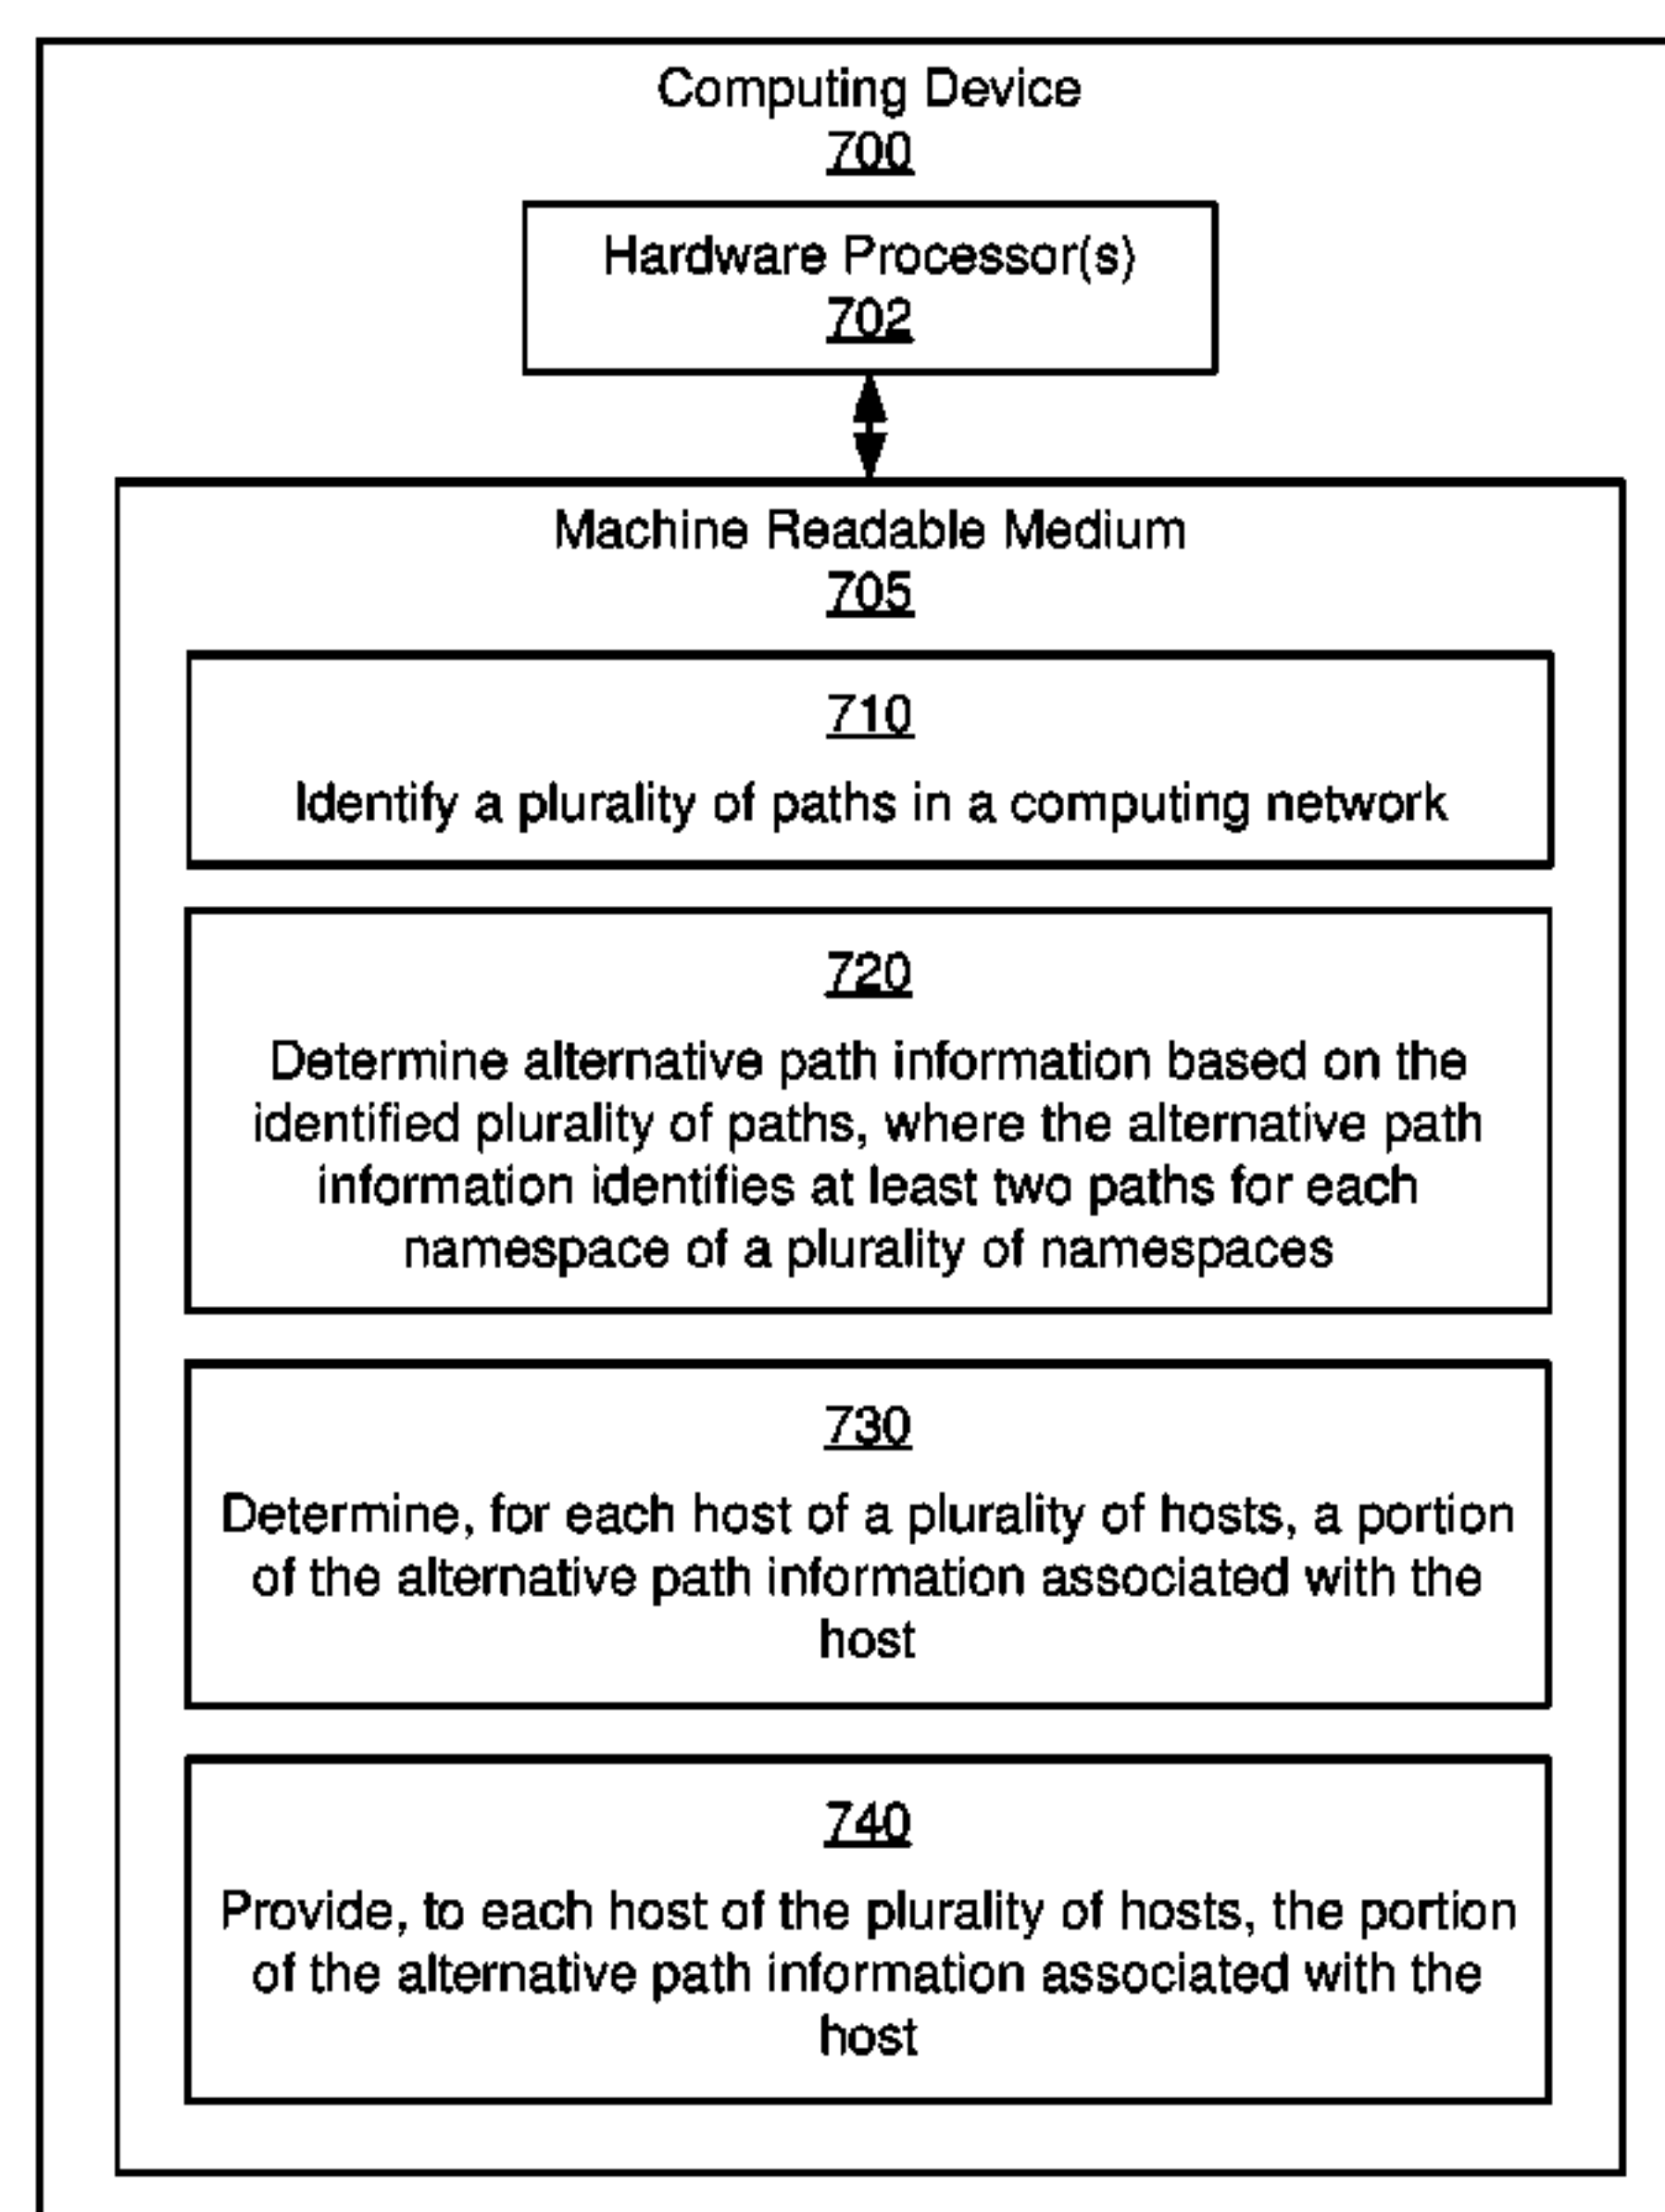 Computing Device
700
Hardware Processor(s)
702
Machine Readable Medium
705
710
Identify a plurality of paths in a computing network
720
Determine alternative path information based on the
identified plurality of paths, where the alternative path
information identifies at least two paths for each
namespace of a plurality of namespaces
730
Determine, for each host of a plurality of hosts, a portion
of the alternative path information associated with the
host
740
Provide, to each host of the plurality of hosts, the portion
of the alternative path information associated with the
host